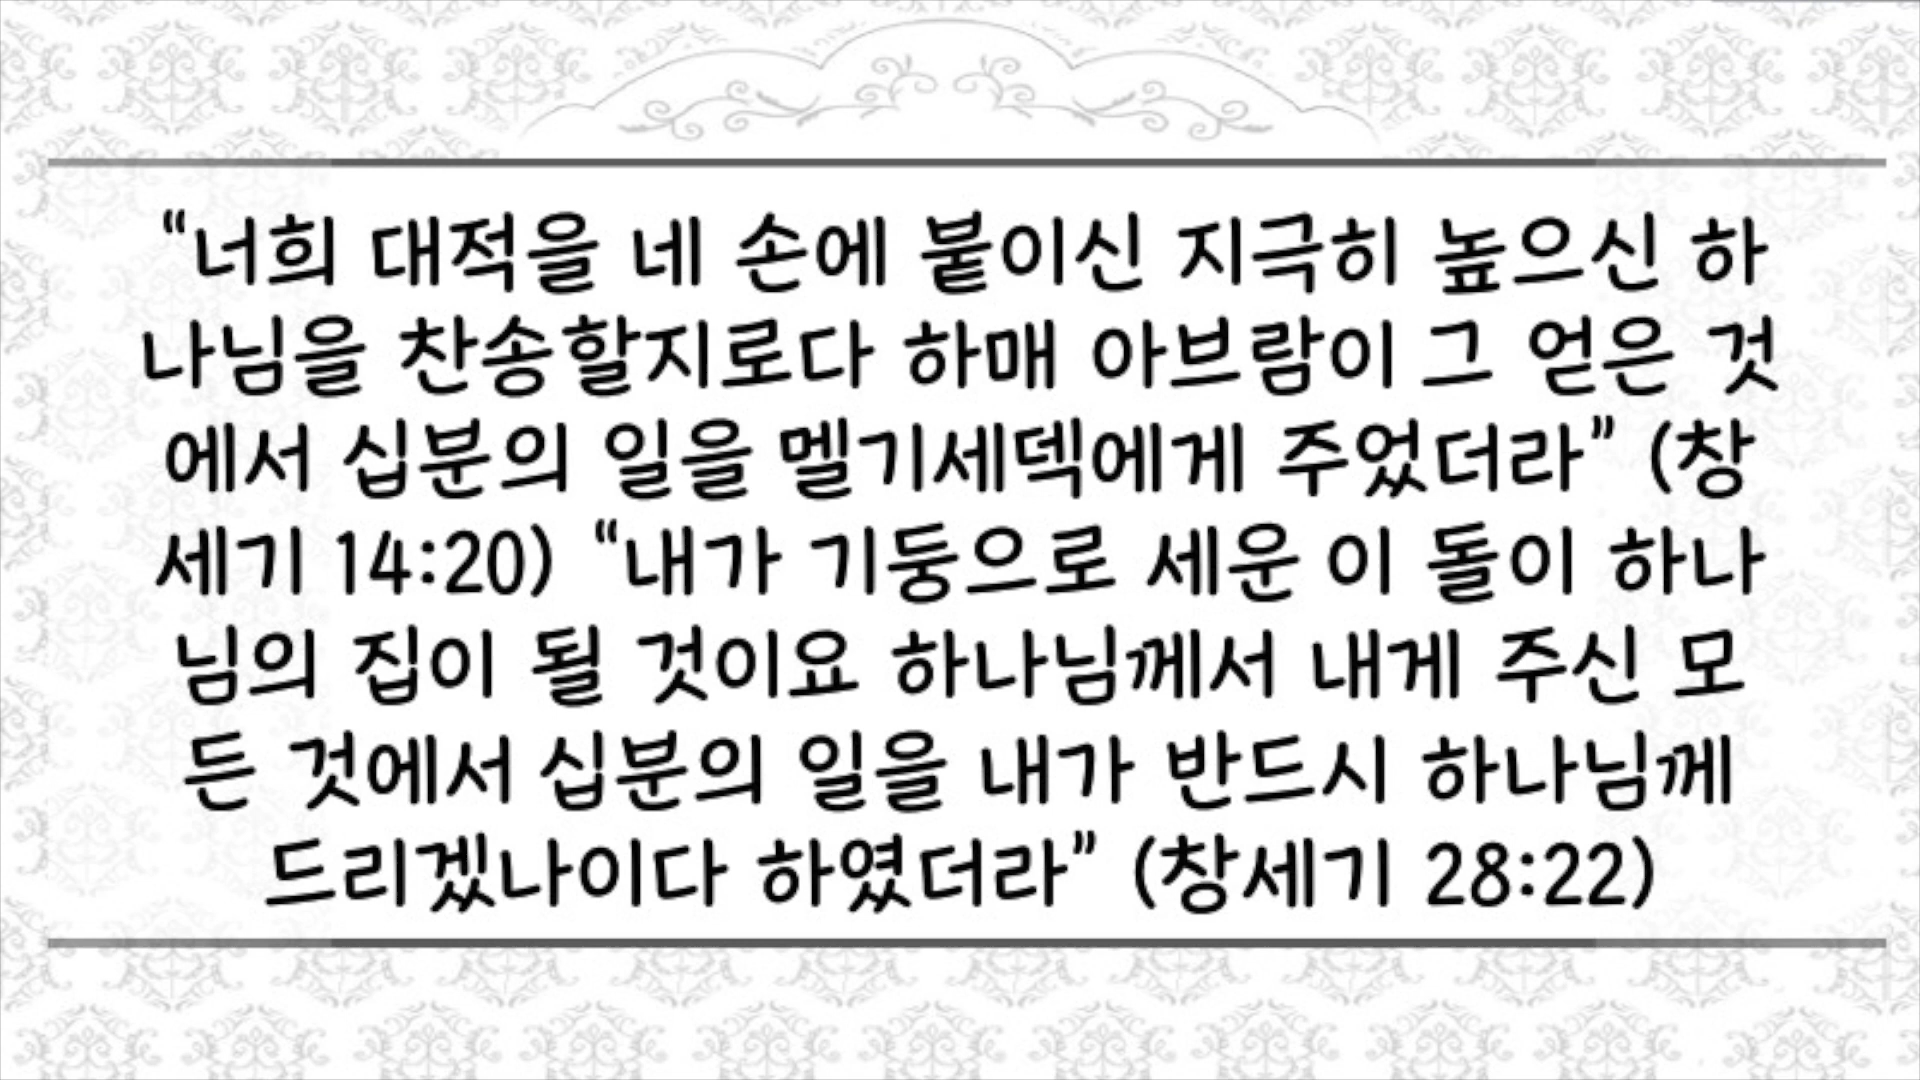 “너희 대적을 네 손에 붙이신 지극히 높으신 하
나님을 찬송할지로다 하매 아브람이 그 얻은 것
에서 십분의 일을 멜기세덱에게 주었더라” (창
세기 14:20) “내가 기둥으로 세운 이 돌이 하나
님의 집이 될 것이요 하나님께서 내게 주신 모
든 것에서 십분의 일을 내가 반드시 하나님께
드리겠나이다 하였더라” (창세기 28:22)